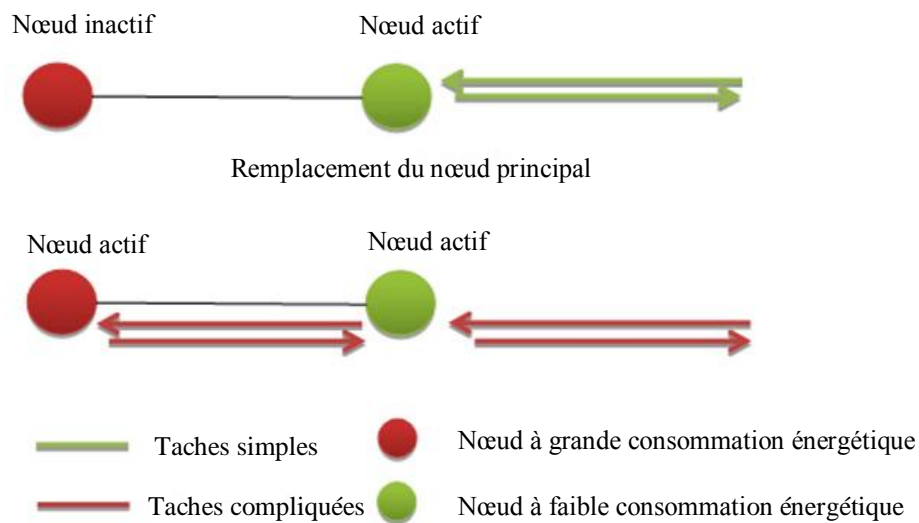 Nœud inactif
Nœud actif
Remplacement du nœud principal
Nœud actif
Nœud actif
Taches simples
Nœud à grande consommation énergétique
Taches compliquées
Nœud à faible consommation énergétique